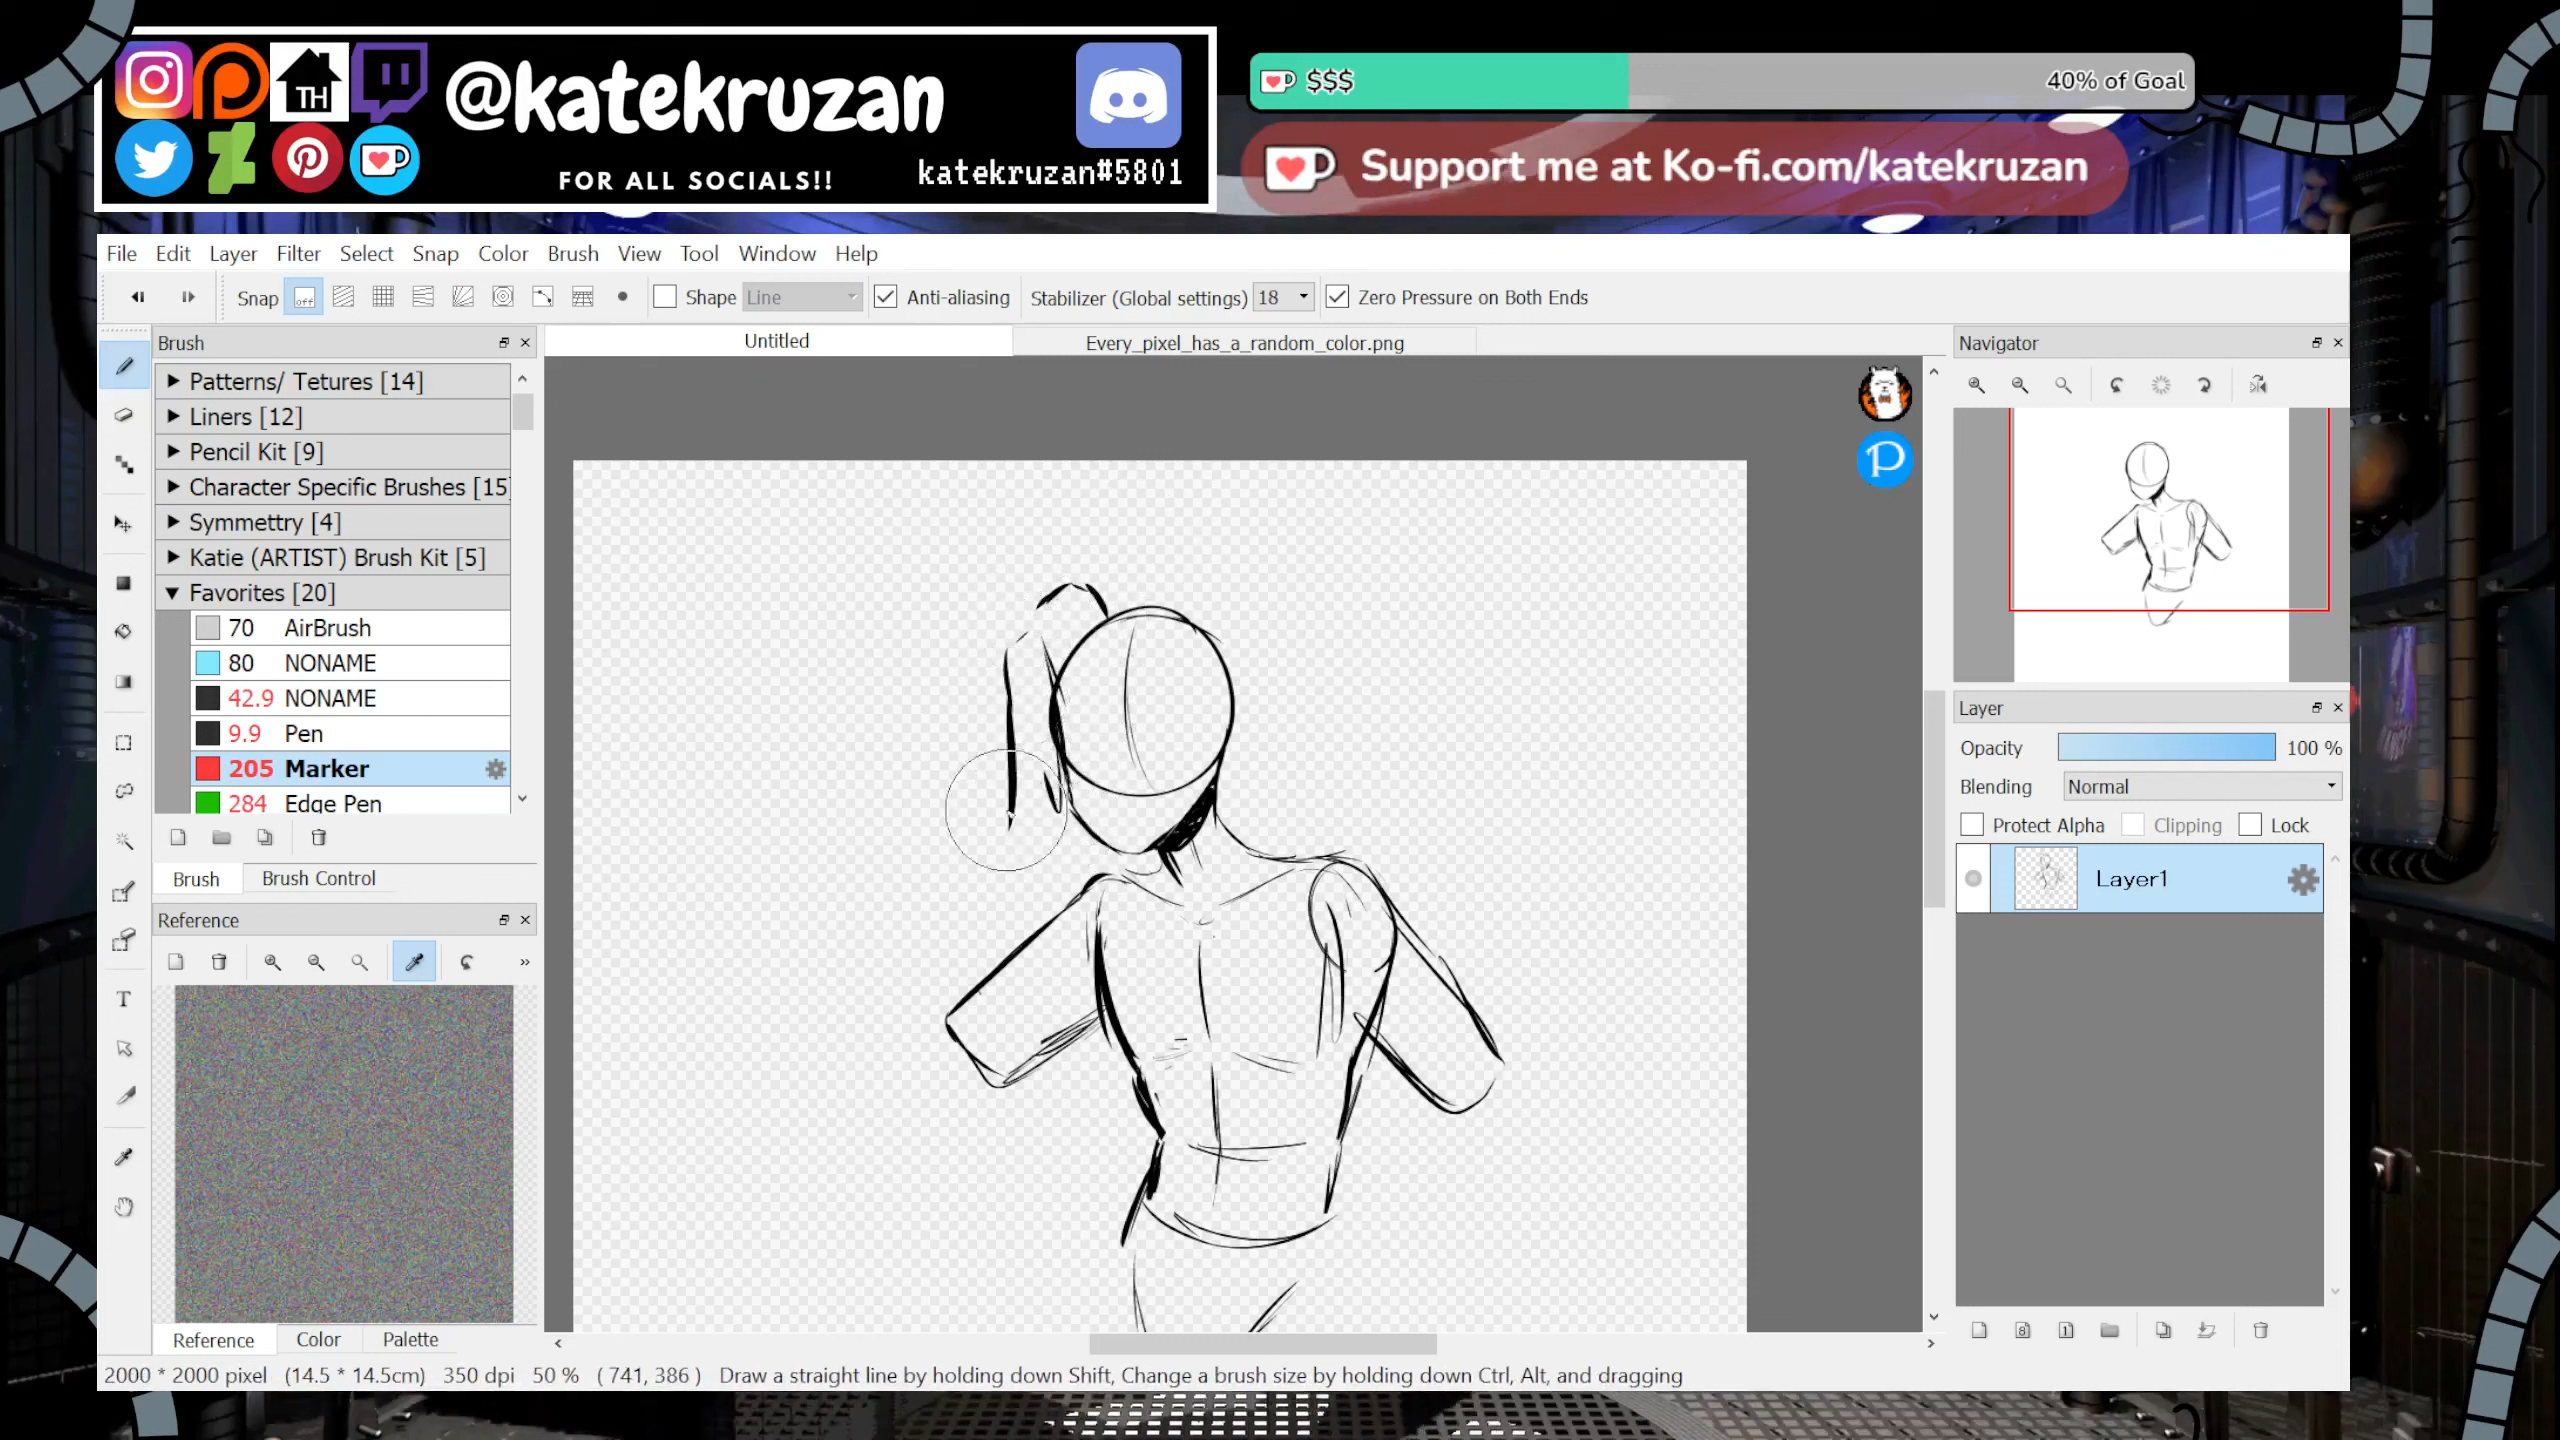 TH
@katekruzan
FOR ALL SOCIALS!!
katekruzan#5801
$$$
40% of Goal
Support me at Ko-fi.com/katekruzan
File Edit Layer Filter Select Snap Color Brush View Tool Window Help
Snap off Shape Line Anti-aliasing Stabilizer (Global settings) 18 Zero Pressure on Both Ends
Brush
Untitled
Every_pixel_has_a_random_color.png
Navigator
Patterns/ Tetures [14]
Liners [12]
Pencil Kit [9]
Character Specific Brushes [15]
Symmettry [4]
Katie (ARTIST) Brush Kit [5]
Favorites [20]
70 AirBrush
80 NONAME
42.9 NONAME
9.9 Pen
205 Marker
284 Edge Pen
Brush Brush Control
Reference
Reference Color Palette
P
Layer
Opacity 100 %
Blending Normal
Protect Alpha Clipping Lock
Layer1
8
1
T
2000 * 2000 pixel (14.5 * 14.5cm) 350 dpi 50 % ( 741, 386 ) Draw a straight line by holding down Shift, Change a brush size by holding down Ctrl, Alt, and dragging